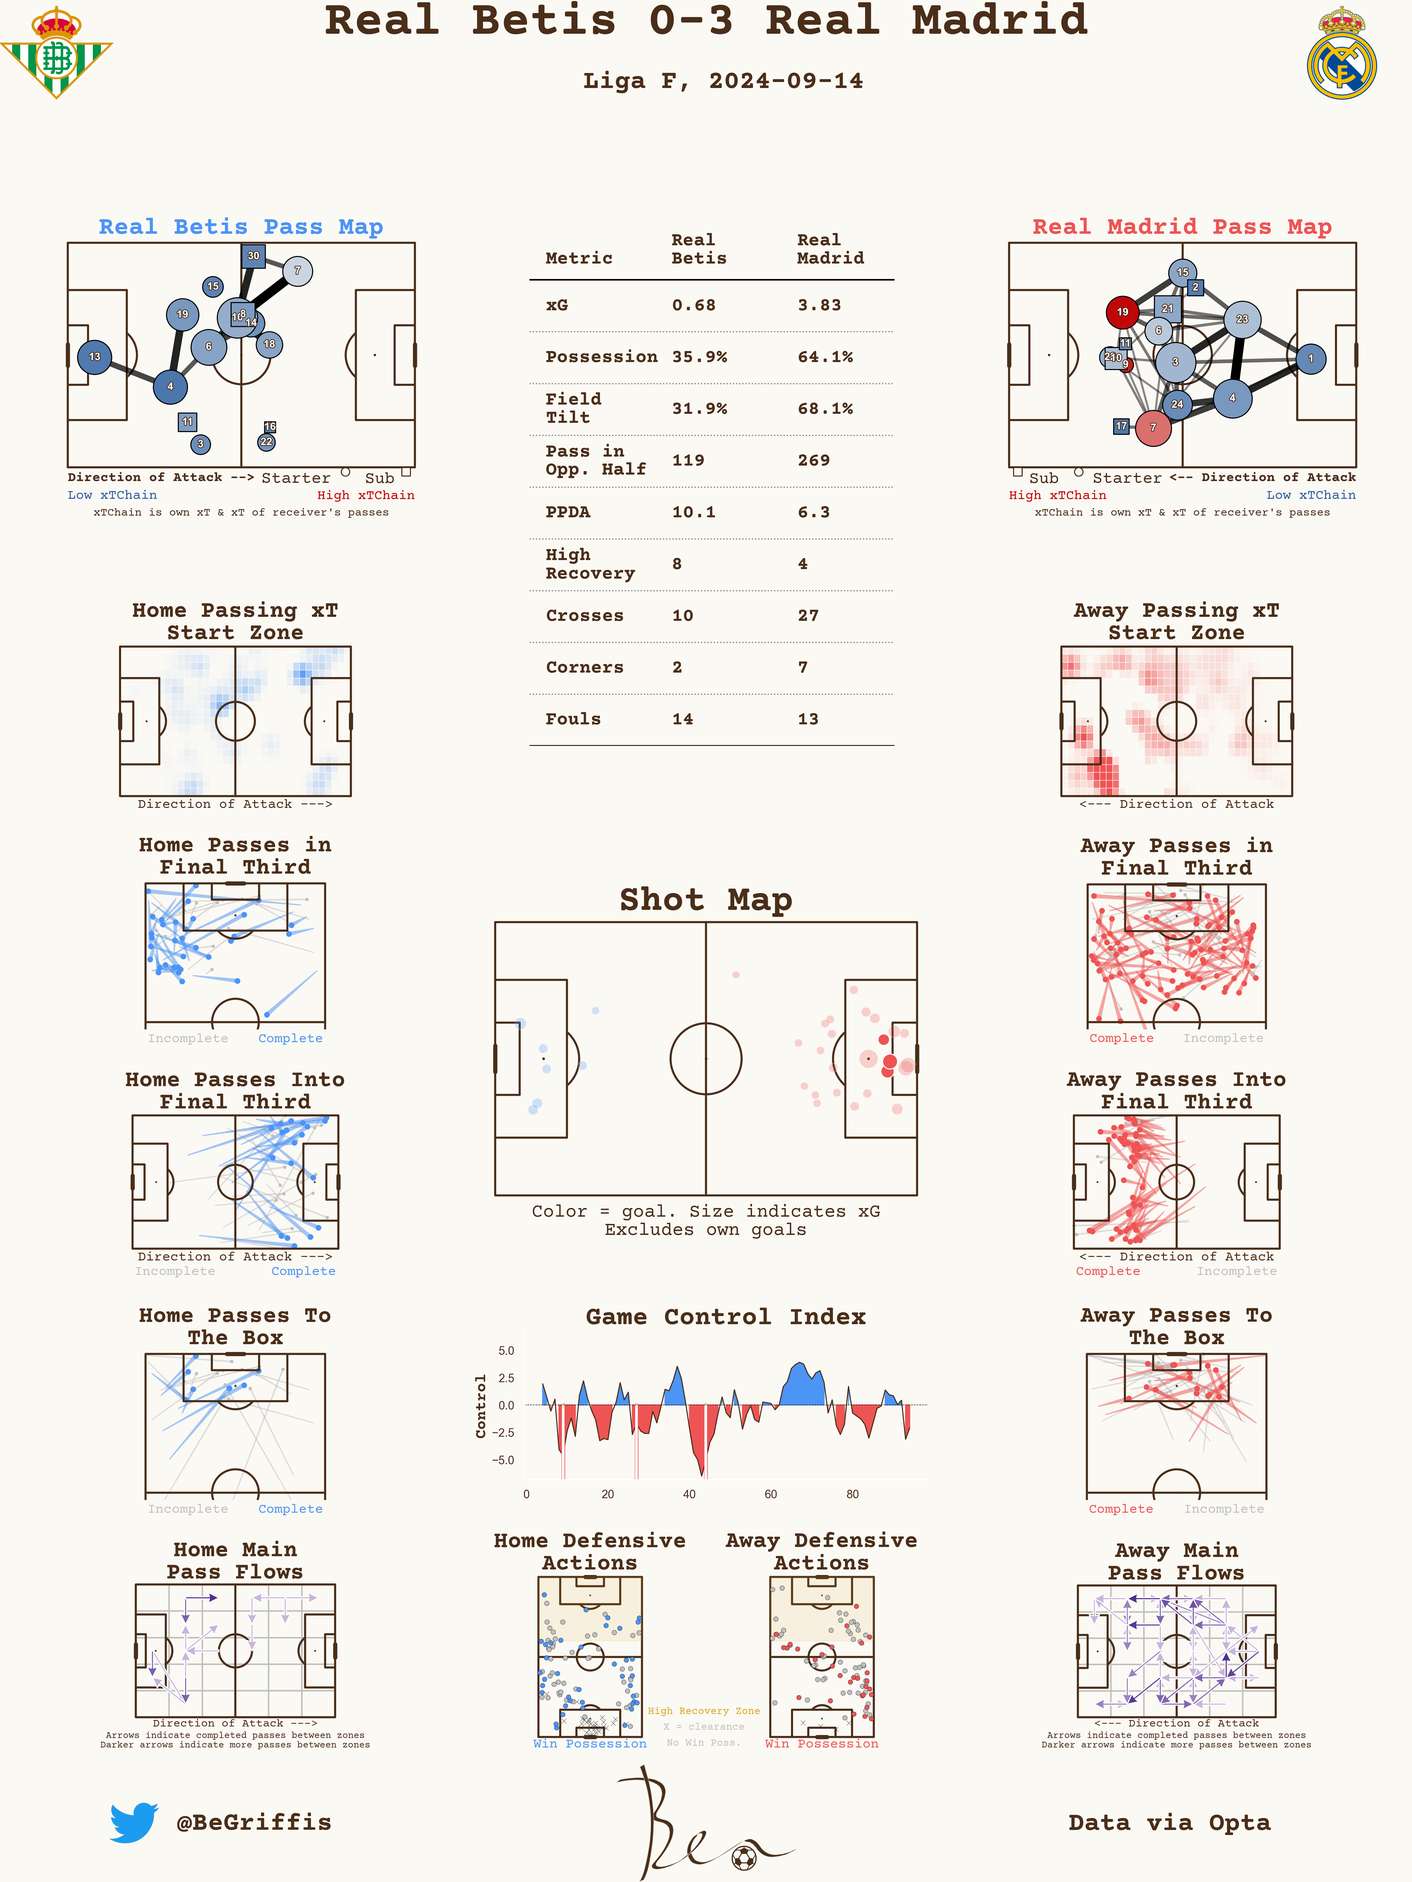 Real Betis 0-3 Real Madrid
Liga F, 2024-09-14
Real Betis Pass Map
30
7
15
19
10
8
14
6
18
13
4
11
3
16
22
Direction of Attack --> Starter Sub
Low xTChain High xTChain
xTChain is own xT & xT of receiver's passes
Metric Real Betis Real Madrid
xG 0.68 3.83
Possession 35.9% 64.1%
Field Tilt 31.9% 68.1%
Pass in Opp. Half 119 269
PPDA 10.1 6.3
High Recovery 8 4
Crosses 10 27
Corners 2 7
Fouls 14 13
Real Madrid Pass Map
15
2
19
21
23
6
11
10
9
3
1
24
4
17
7
Sub Starter <-- Direction of Attack
High xTChain Low xTChain
xTChain is own xT & xT of receiver's passes
Home Passing xT
Start Zone
Direction of Attack --->
Away Passing xT
Start Zone
<--- Direction of Attack
Home Passes in
Final Third
Incomplete Complete
Away Passes in
Final Third
Complete Incomplete
Shot Map
Color = goal. Size indicates xG
Excludes own goals
Home Passes Into
Final Third
Direction of Attack --->
Incomplete Complete
Away Passes Into
Final Third
<--- Direction of Attack
Complete Incomplete
Home Passes To
The Box
Incomplete Complete
Game Control Index
Control
5.0
2.5
0.0
−2.5
−5.0
0 20 40 60 80
Away Passes To
The Box
Complete Incomplete
Home Main
Pass Flows
Direction of Attack --->
Arrows indicate completed passes between zones
Darker arrows indicate more passes between zones
Home Defensive
Actions
Win Possession
Away Defensive
Actions
Win Possession
High Recovery Zone
X = clearance
No Win Poss.
Away Main
Pass Flows
<--- Direction of Attack
Arrows indicate completed passes between zones
Darker arrows indicate more passes between zones
@BeGriffis
Ben
Data via Opta